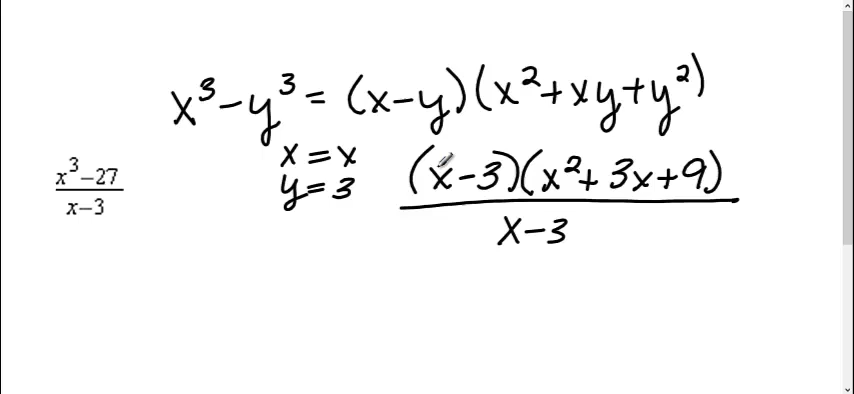 x³ − y³ = (x − y)(x² + xy + y²)
x = x
y = 3
x³ − 27
x − 3
(x − 3)(x² + 3x + 9)
x − 3